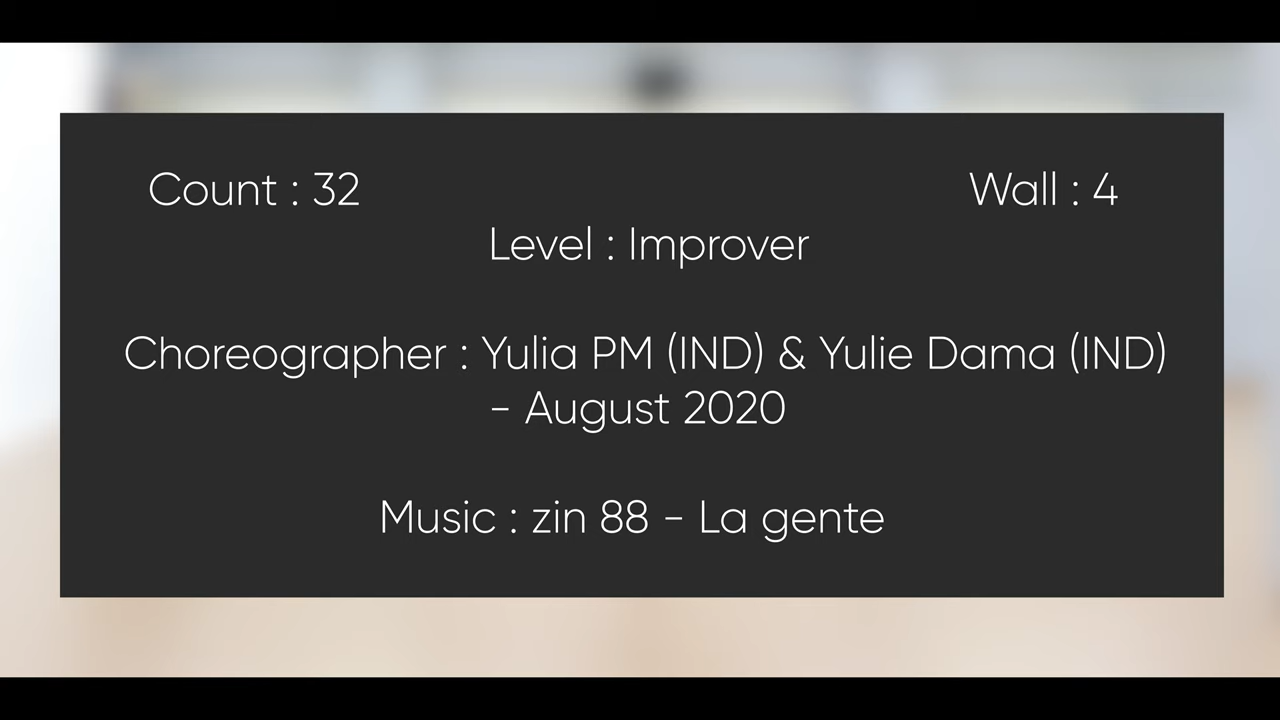 Count : 32 Wall : 4
Level : Improver
Choreographer : Yulia PM (IND) & Yulie Dama (IND)
- August 2020
Music : zin 88 - La gente